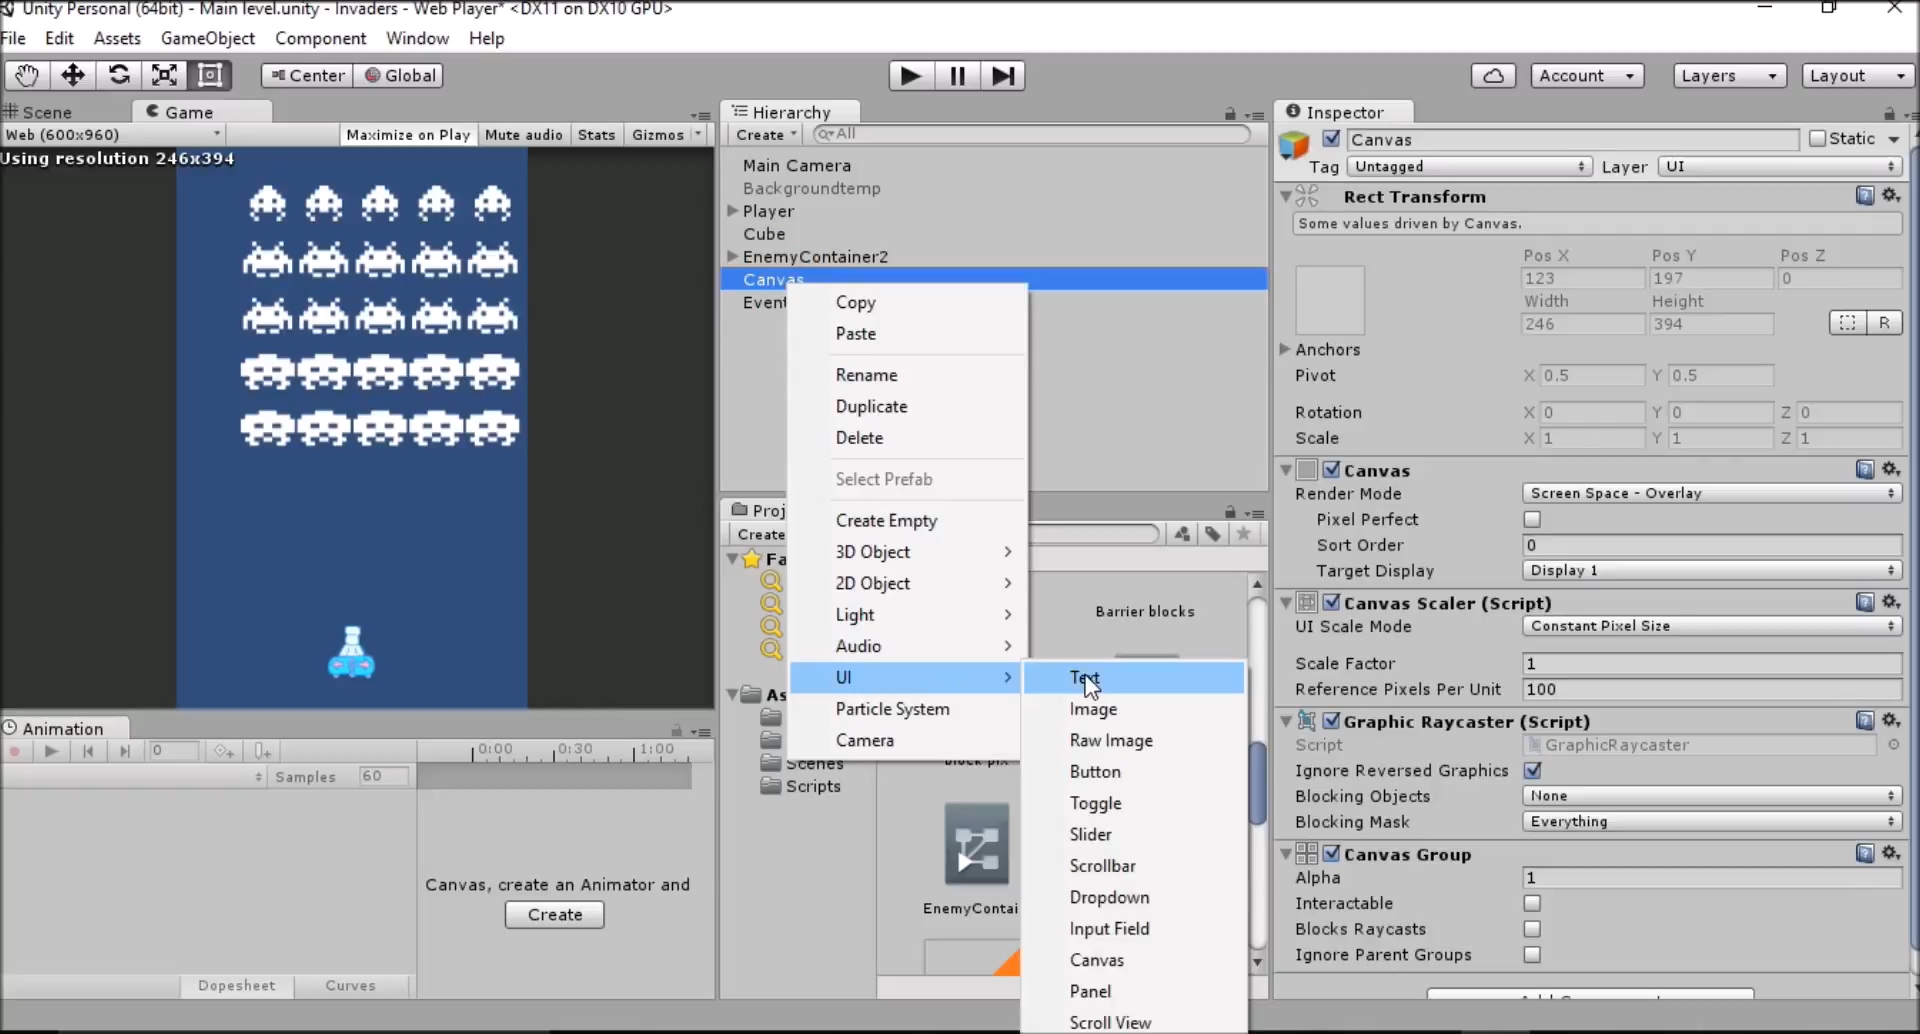 Unity Personal (64bit) - Main level.unity - Invaders - Web Player* <DX11 on DX10 GPU>
File Edit Assets GameObject Component Window Help
Center Global Account Layers Layout
Scene Game
Web (600x960) Maximize on Play Mute audio Stats Gizmos
Using resolution 246x394
Hierarchy
Create All
Main Camera
Backgroundtemp
Player
Cube
EnemyContainer2
Canvas
Event
Copy
Paste
Rename
Duplicate
Delete
Select Prefab
Create Empty
3D Object
2D Object
Light
Audio
UI
Particle System
Camera
Text
Image
Raw Image
Button
Toggle
Slider
Scrollbar
Dropdown
Input Field
Canvas
Panel
Scroll View
Proj
Create
Fa
As
Scenes
Scripts
Barrier blocks
EnemyContai
Animation
0 0:00 0:30 1:00
Samples 60
Canvas, create an Animator and
Create
Dopesheet Curves
Inspector
Canvas Static
Tag Untagged Layer UI
Rect Transform
Some values driven by Canvas.
Pos X Pos Y Pos Z
123 197 0
Width Height
246 394 R
Anchors
Pivot X 0.5 Y 0.5
Rotation X 0 Y 0 Z 0
Scale X 1 Y 1 Z 1
Canvas
Render Mode Screen Space - Overlay
Pixel Perfect
Sort Order 0
Target Display Display 1
Canvas Scaler (Script)
UI Scale Mode Constant Pixel Size
Scale Factor 1
Reference Pixels Per Unit 100
Graphic Raycaster (Script)
Script GraphicRaycaster
Ignore Reversed Graphics
Blocking Objects None
Blocking Mask Everything
Canvas Group
Alpha 1
Interactable
Blocks Raycasts
Ignore Parent Groups